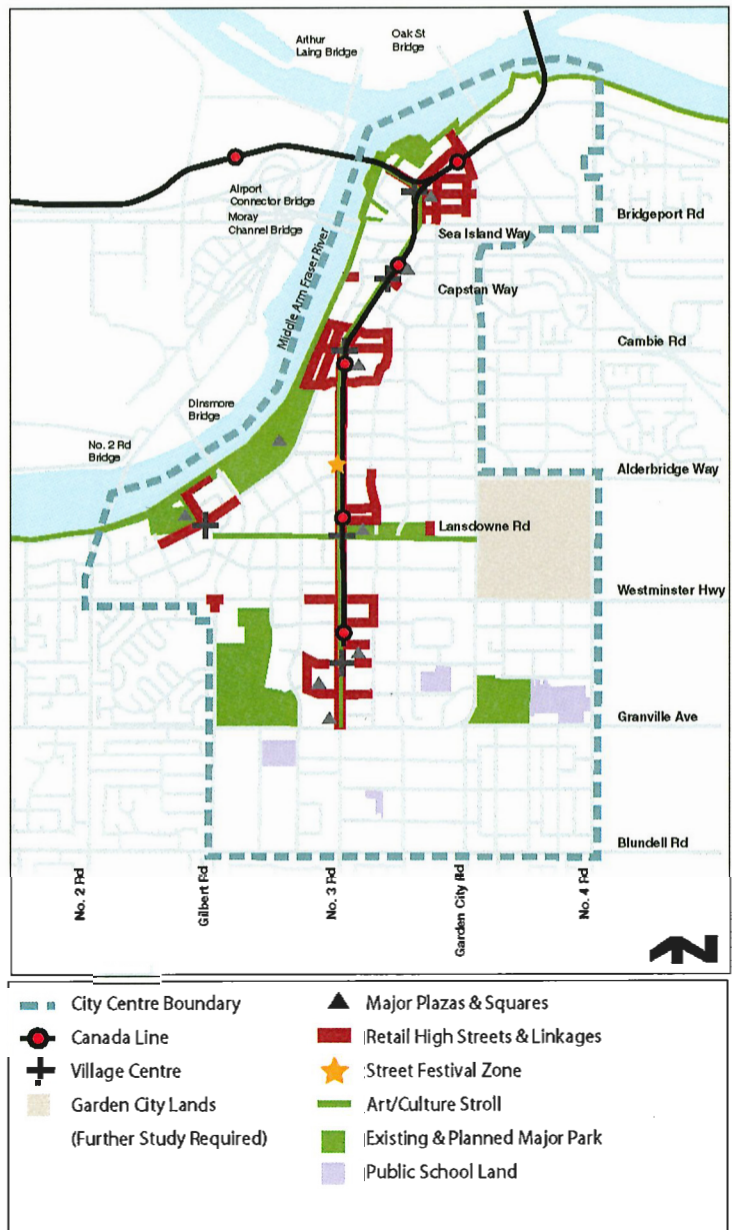 Arthur
Laing Bridge
Oak St
Bridge
Airport
Connector Bridge
Moray
Channel Bridge
Bridgeport Rd
Sea Island Way
Middle Arm Fraser River
Capstan Way
Cambie Rd
Dinsmore
Bridge
No. 2 Rd
Bridge
Alderbridge Way
Lansdowne Rd
Westminster Hwy
Granville Ave
Blundell Rd
No. 2 Rd
Gilbert Rd
No. 3 Rd
Garden City Rd
No. 4 Rd
N
City Centre Boundary
Canada Line
Village Centre
Garden City Lands
(Further Study Required)
Major Plazas & Squares
Retail High Streets & Linkages
Street Festival Zone
Art/Culture Stroll
Existing & Planned Major Park
Public School Land